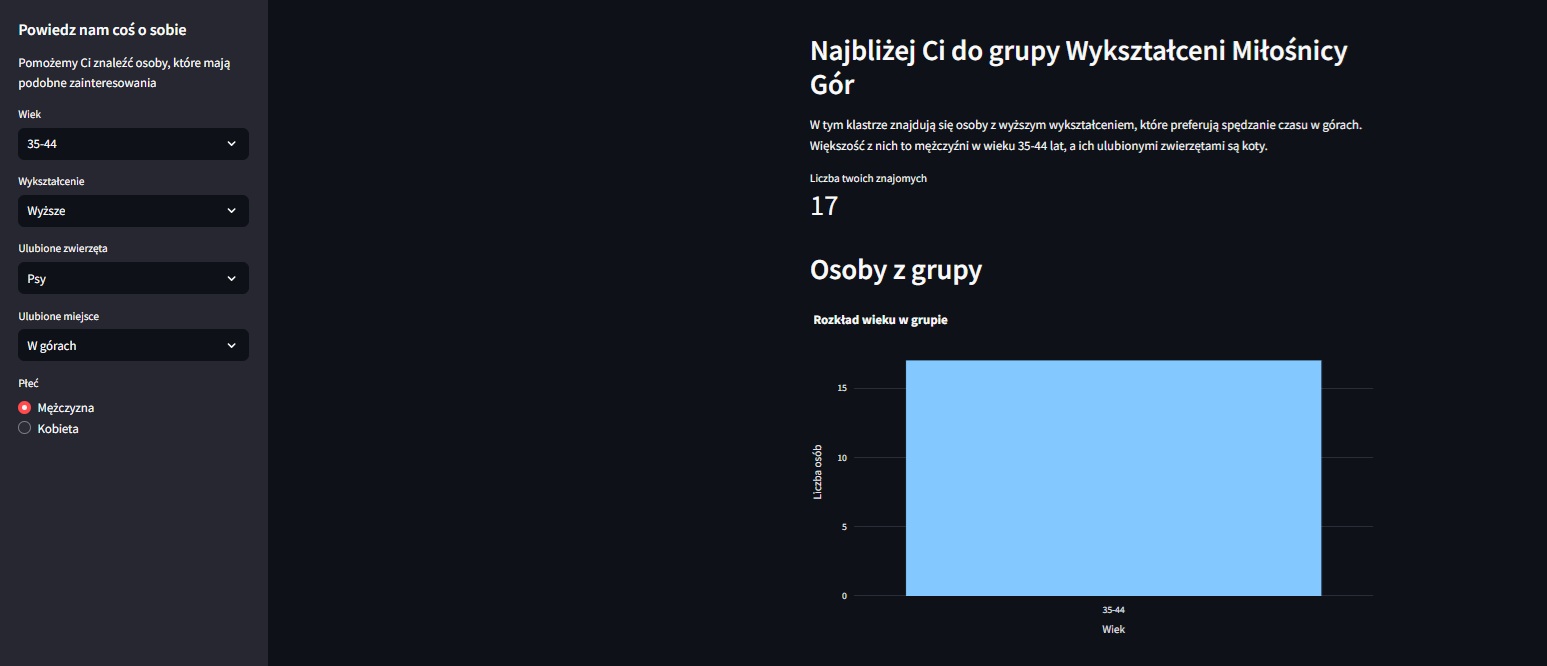 Powiedz nam coś o sobie
Pomożemy Ci znaleźć osoby, które mają
podobne zainteresowania
Wiek
35-44
Wykształcenie
Wyższe
Ulubione zwierzęta
Psy
Ulubione miejsce
W górach
Płeć
Mężczyzna
Kobieta
Najbliżej Ci do grupy Wykształceni Miłośnicy
Gór
W tym klastrze znajdują się osoby z wyższym wykształceniem, które preferują spędzanie czasu w górach.
Większość z nich to mężczyźni w wieku 35-44 lat, a ich ulubionymi zwierzętami są koty.
Liczba twoich znajomych
17
Osoby z grupy
Rozkład wieku w grupie
15
10
5
0
Liczba osób
35-44
Wiek